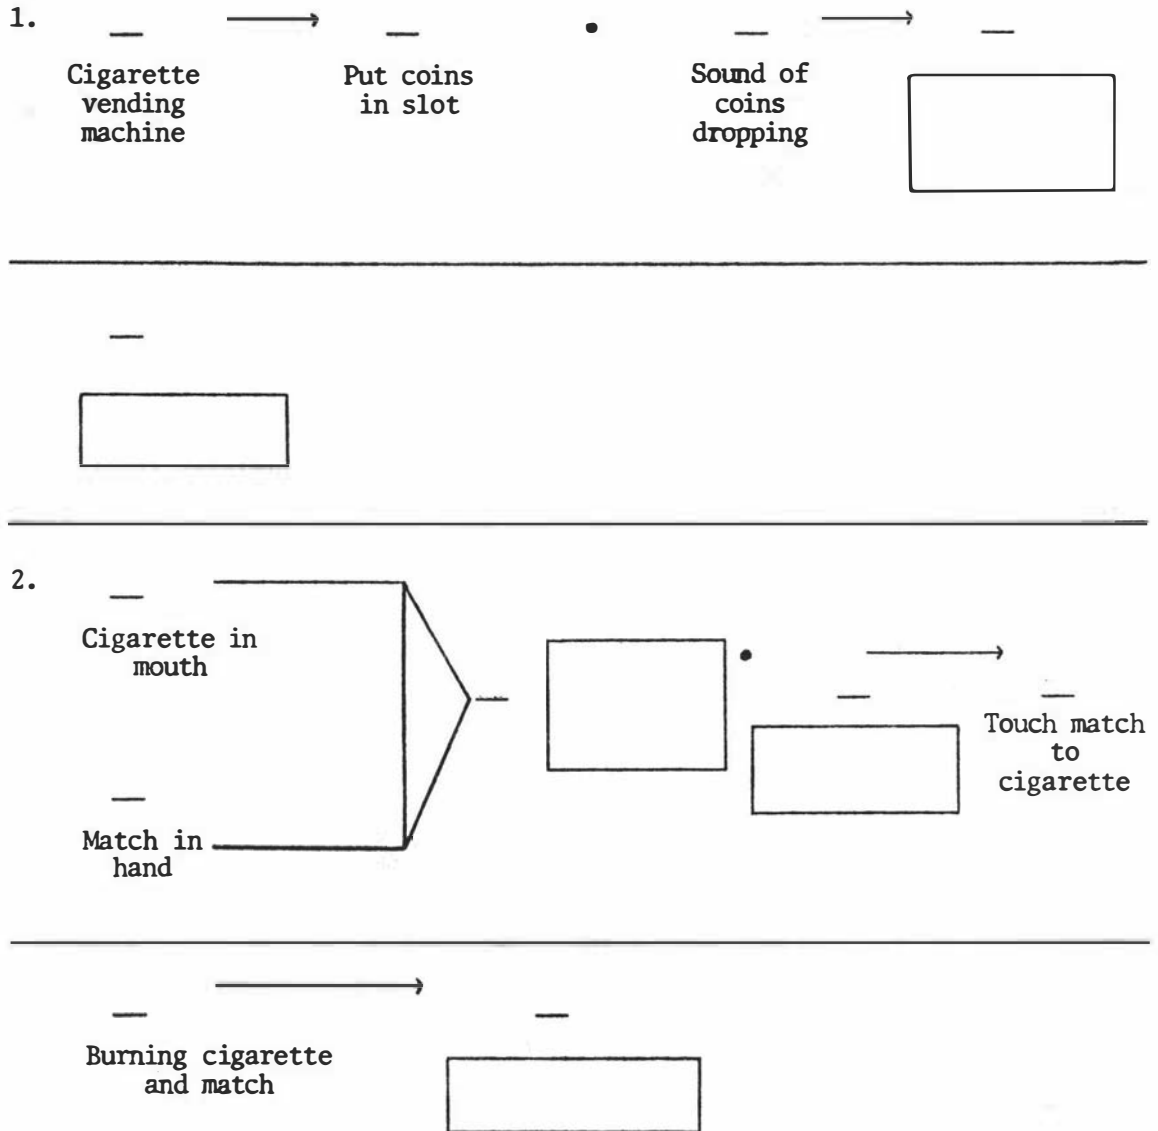 1.
Cigarette
vending
machine
Put coins
in slot
Sound of
coins
dropping
2.
Cigarette in
mouth
Match in
hand
Touch match
to
cigarette
Burning cigarette
and match